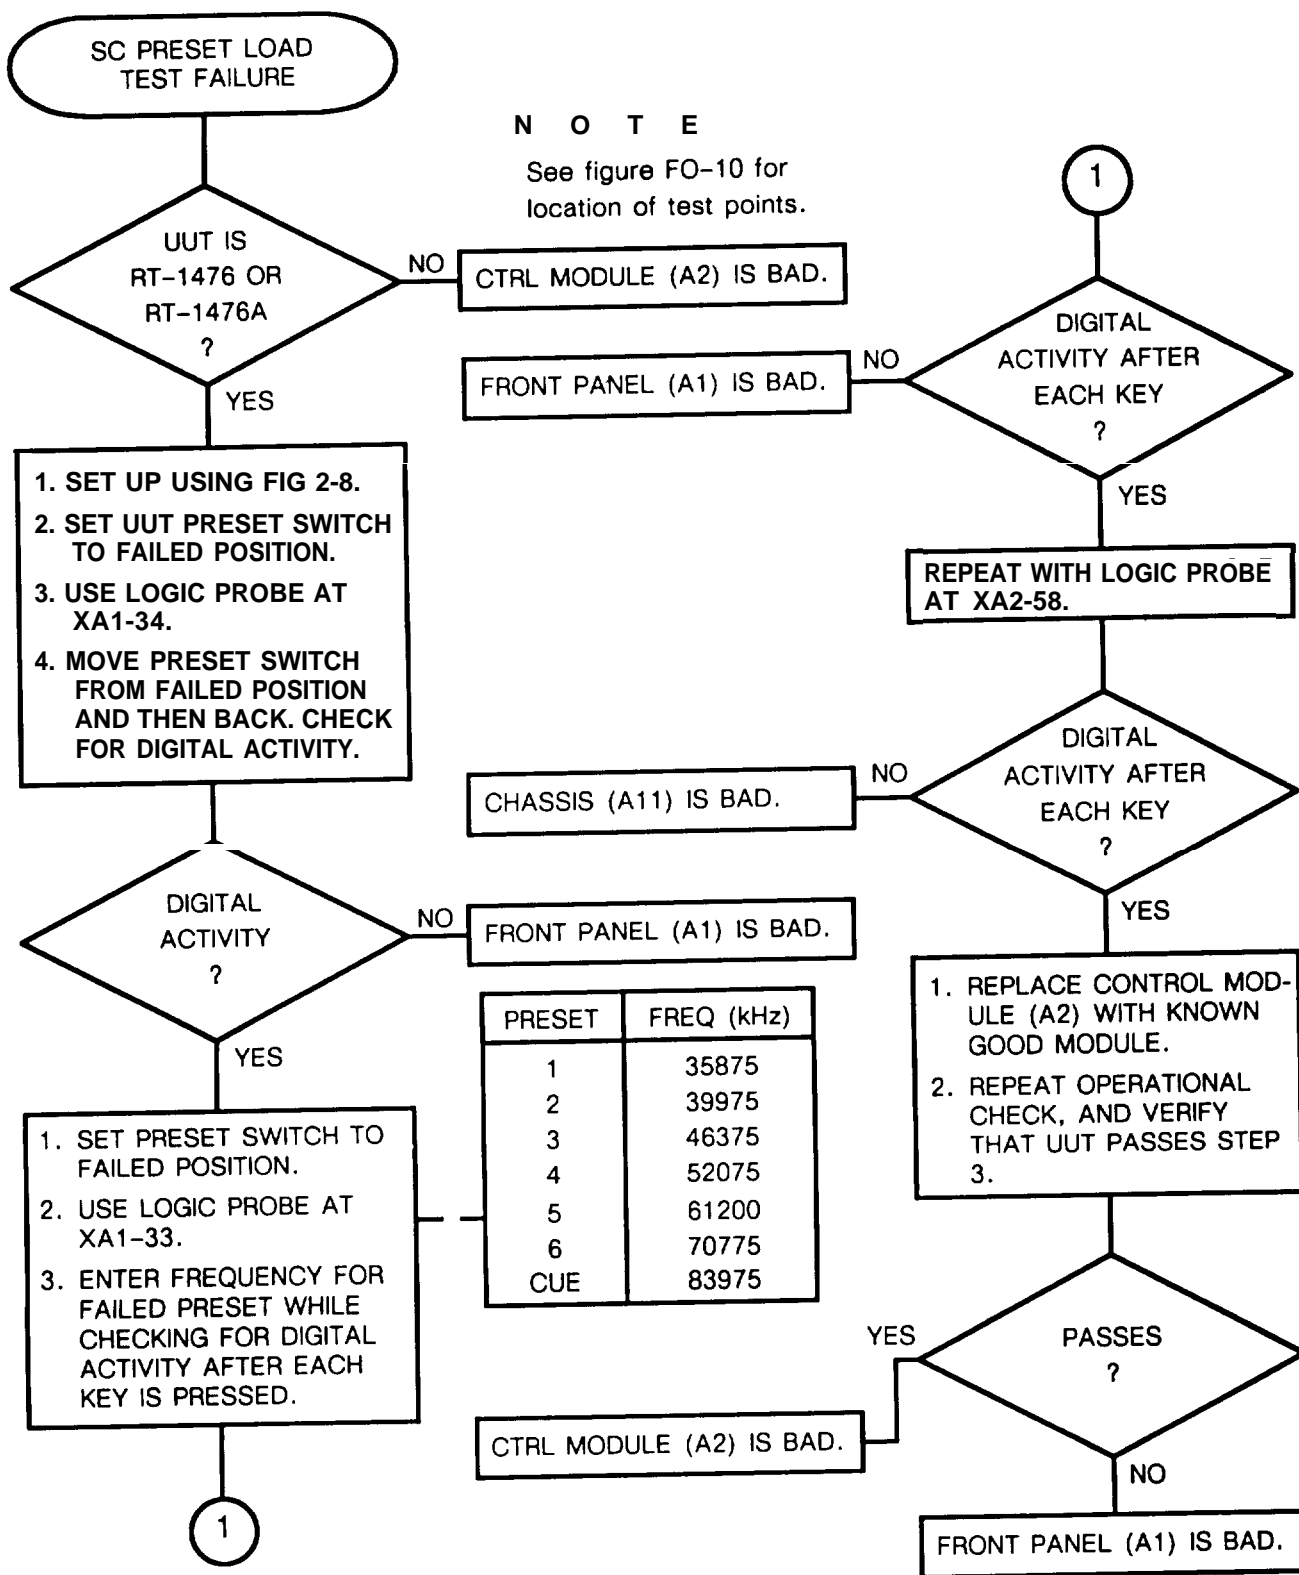 SC PRESET LOAD
TEST FAILURE
N O T E
See figure FO-10 for
location of test points.
UUT IS
RT-1476 OR
RT-1476A
?
NO
CTRL MODULE (A2) IS BAD.
YES
1. SET UP USING FIG 2-8.
2. SET UUT PRESET SWITCH
TO FAILED POSITION.
3. USE LOGIC PROBE AT
XA1-34.
4. MOVE PRESET SWITCH
FROM FAILED POSITION
AND THEN BACK. CHECK
FOR DIGITAL ACTIVITY.
DIGITAL
ACTIVITY
?
NO
FRONT PANEL (A1) IS BAD.
YES
1. SET PRESET SWITCH TO
FAILED POSITION.
2. USE LOGIC PROBE AT
XA1-33.
3. ENTER FREQUENCY FOR
FAILED PRESET WHILE
CHECKING FOR DIGITAL
ACTIVITY AFTER EACH
KEY IS PRESSED.
PRESET FREQ (kHz)
1 35875
2 39975
3 46375
4 52075
5 61200
6 70775
CUE 83975
1
1
DIGITAL
ACTIVITY AFTER
EACH KEY
?
NO
FRONT PANEL (A1) IS BAD.
YES
REPEAT WITH LOGIC PROBE
AT XA2-58.
DIGITAL
ACTIVITY AFTER
EACH KEY
?
NO
CHASSIS (A11) IS BAD.
YES
1. REPLACE CONTROL MOD-
ULE (A2) WITH KNOWN
GOOD MODULE.
2. REPEAT OPERATIONAL
CHECK, AND VERIFY
THAT UUT PASSES STEP
3.
PASSES
?
YES
CTRL MODULE (A2) IS BAD.
NO
FRONT PANEL (A1) IS BAD.